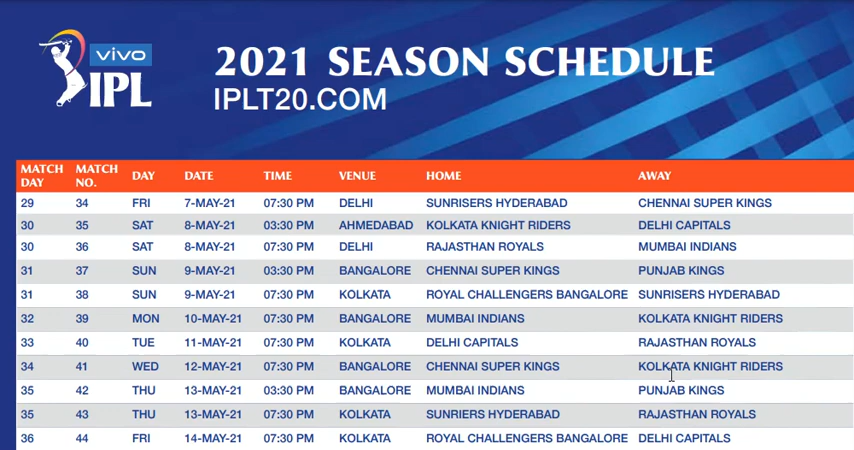 vivo
IPL
2021 SEASON SCHEDULE
IPLT20.COM
MATCH DAY MATCH NO. DAY DATE TIME VENUE HOME AWAY
29 34 FRI 7-MAY-21 07:30 PM DELHI SUNRISERS HYDERABAD CHENNAI SUPER KINGS
30 35 SAT 8-MAY-21 03:30 PM AHMEDABAD KOLKATA KNIGHT RIDERS DELHI CAPITALS
30 36 SAT 8-MAY-21 07:30 PM DELHI RAJASTHAN ROYALS MUMBAI INDIANS
31 37 SUN 9-MAY-21 03:30 PM BANGALORE CHENNAI SUPER KINGS PUNJAB KINGS
31 38 SUN 9-MAY-21 07:30 PM KOLKATA ROYAL CHALLENGERS BANGALORE SUNRISERS HYDERABAD
32 39 MON 10-MAY-21 07:30 PM BANGALORE MUMBAI INDIANS KOLKATA KNIGHT RIDERS
33 40 TUE 11-MAY-21 07:30 PM KOLKATA DELHI CAPITALS RAJASTHAN ROYALS
34 41 WED 12-MAY-21 07:30 PM BANGALORE CHENNAI SUPER KINGS KOLKATA KNIGHT RIDERS
35 42 THU 13-MAY-21 03:30 PM BANGALORE MUMBAI INDIANS PUNJAB KINGS
35 43 THU 13-MAY-21 07:30 PM KOLKATA SUNRIERS HYDERABAD RAJASTHAN ROYALS
36 44 FRI 14-MAY-21 07:30 PM KOLKATA ROYAL CHALLENGERS BANGALORE DELHI CAPITALS